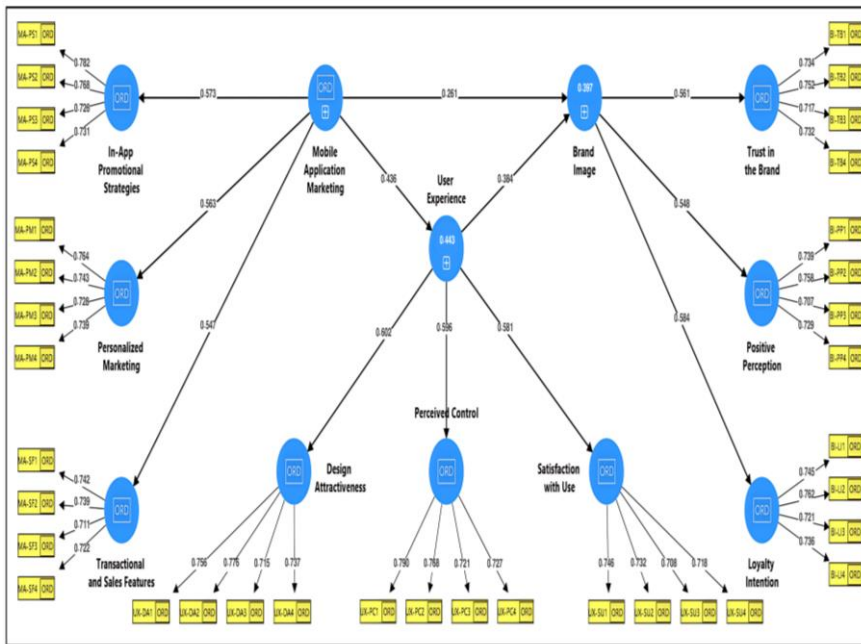 MA-PS1 ORD
MA-PS2 ORD
MA-PS3 ORD
MA-PS4 ORD
0.782
0.768
0.726
0.731
ORD
In-App
Promotional
Strategies
0.573
ORD
Mobile
Application
Marketing
0.261
0.397
Brand
Image
0.561
ORD
Trust in
the Brand
0.734
0.752
0.717
0.732
BI-TB1 ORD
BI-TB2 ORD
BI-TB3 ORD
BI-TB4 ORD
0.436
User
Experience
0.443
0.384
0.563
0.547
0.548
0.584
MA-PM1 ORD
MA-PM2 ORD
MA-PM3 ORD
MA-PM4 ORD
0.764
0.743
0.726
0.739
ORD
Personalized
Marketing
ORD
Positive
Perception
0.739
0.758
0.707
0.729
BI-PP1 ORD
BI-PP2 ORD
BI-PP3 ORD
BI-PP4 ORD
0.602
0.596
0.581
MA-SF1 ORD
MA-SF2 ORD
MA-SF3 ORD
MA-SF4 ORD
0.742
0.739
0.711
0.722
ORD
Transactional
and Sales Features
ORD
Design
Attractiveness
Perceived Control
ORD
Satisfaction
with Use
ORD
ORD
Loyalty
Intention
0.745
0.762
0.721
0.736
BI-LI1 ORD
BI-LI2 ORD
BI-LI3 ORD
BI-LI4 ORD
0.756
0.776
0.715
0.737
0.790
0.768
0.721
0.727
0.746
0.732
0.708
0.718
UX-DA1 ORD
UX-DA2 ORD
UX-DA3 ORD
UX-DA4 ORD
UX-PC1 ORD
UX-PC2 ORD
UX-PC3 ORD
UX-PC4 ORD
UX-SU1 ORD
UX-SU2 ORD
UX-SU3 ORD
UX-SU4 ORD